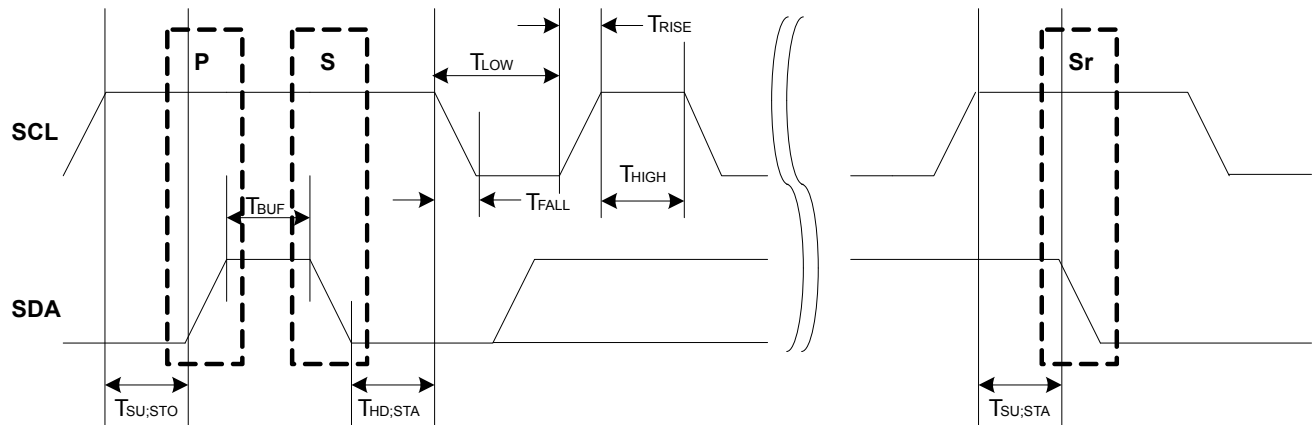 TRISE
P
S
TLOW
Sr
SCL
THIGH
TBUF
TFALL
SDA
TSU;STO
THD;STA
TSU;STA